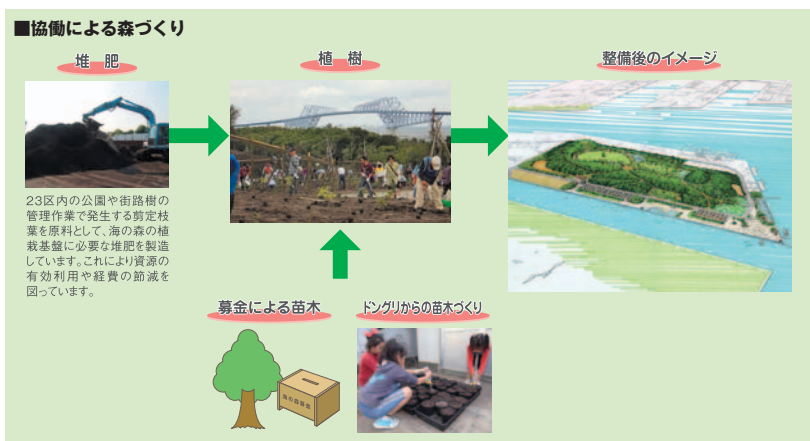 ■協働による森づくり
堆 肥
植 樹
整備後のイメージ
23区内の公園や街路樹の
管理作業で発生する剪定枝
葉を原料として、海の森の植
栽基盤に必要な堆肥を製造
しています。これにより資源の
有効利用や経費の節減を
図っています。
募金による苗木
ドングリからの苗木づくり
海の森募金